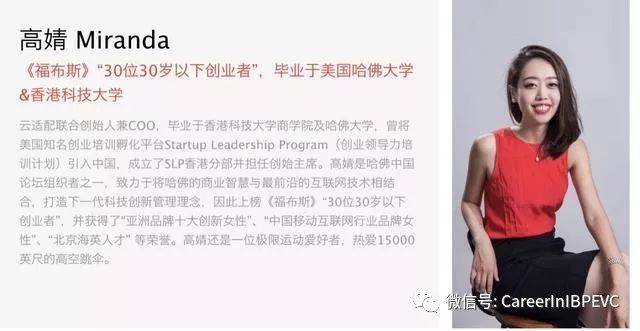 高婧 Miranda
《福布斯》“30位30岁以下创业者”，毕业于美国哈佛大学
&香港科技大学
云适配联合创始人兼COO，毕业于香港科技大学商学院及哈佛大学，曾将
美国知名创业培训孵化平台Startup Leadership Program（创业领导力培
训计划）引入中国，成立了SLP香港分部并担任创始主席。高婧是哈佛中国
论坛组织者之一，致力于将哈佛的商业智慧与最前沿的互联网技术相结
合，打造下一代科技创新管理理念，因此上榜《福布斯》“30位30岁以下
创业者”，并获得了“亚洲品牌十大创新女性”、“中国移动互联网行业品牌女
性”、“北京海英人才” 等荣誉。高婧还是一位极限运动爱好者，热爱15000
英尺的高空跳伞。
微信号: CareerInIBPEVC